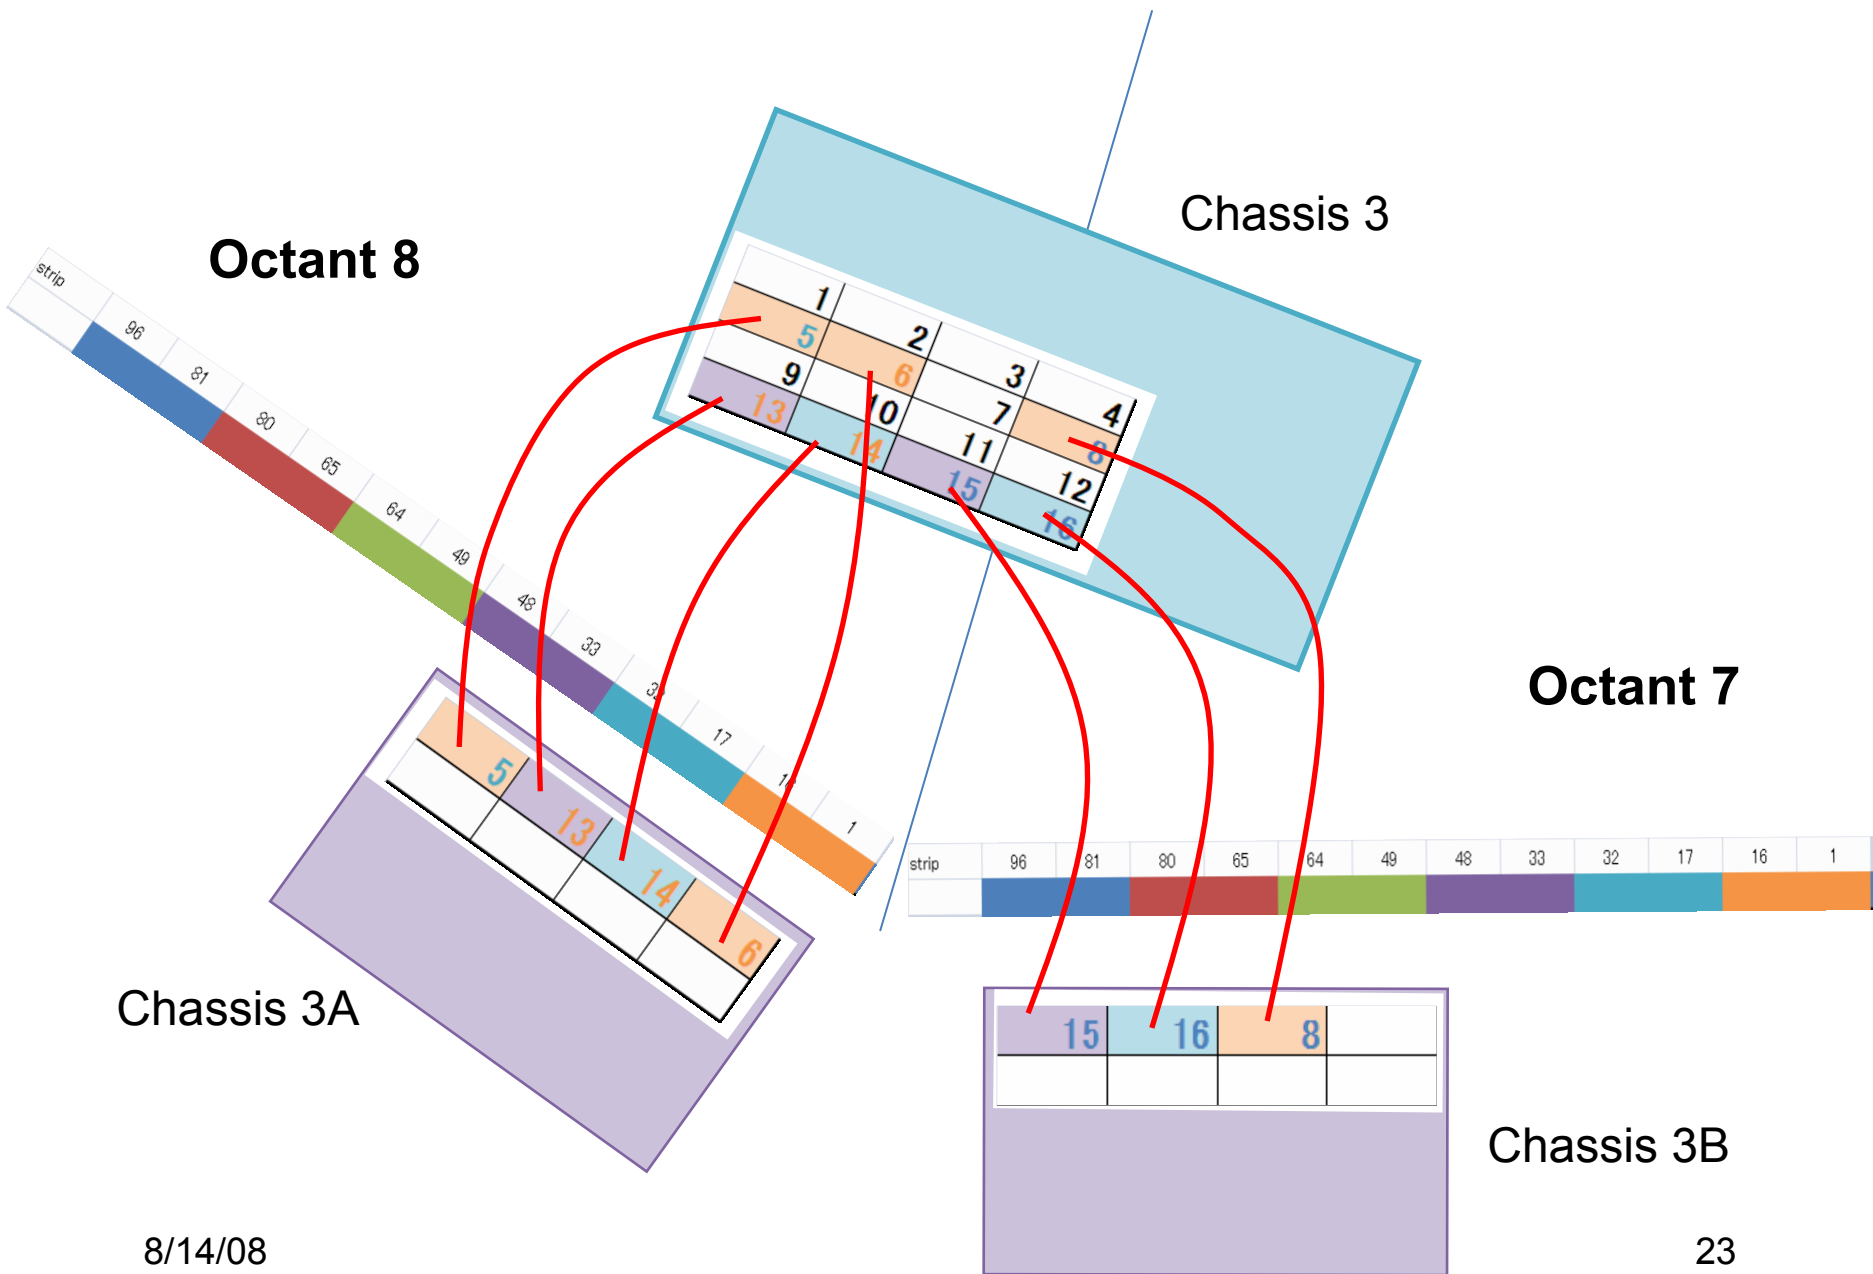 Chassis 3
Octant 8
1 2 3 4
5 6 7 8
9 10 11 12
13 14 15 16
strip 96 81 80 65 64 49 48 33 32 17 16 1
Octant 7
5 13 14 6
strip 96 81 80 65 64 49 48 33 32 17 16 1
Chassis 3A
15 16 8
Chassis 3B
8/14/08
23